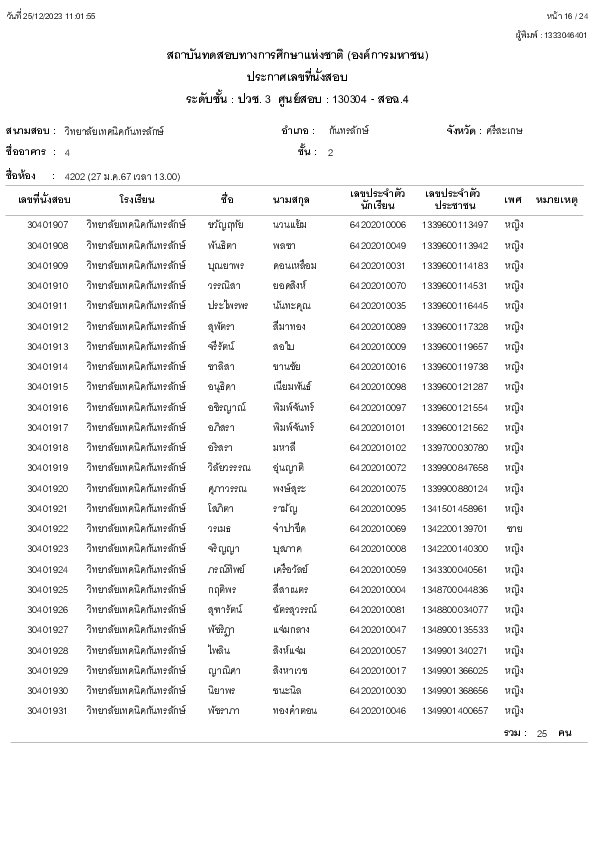 วันที่ 25/12/2023 11:01:55 หน้า 16 / 24
ผู้พิมพ์ : 1333046401
สถาบันทดสอบทางการศึกษาแห่งชาติ (องค์การมหาชน)
ประกาศเลขที่นั่งสอบ
ระดับชั้น : ปวช. 3 ศูนย์สอบ : 130304 - สอฉ.4
สนามสอบ : วิทยาลัยเทคนิคกันทรลักษ์ อำเภอ : กันทรลักษ์ จังหวัด : ศรีสะเกษ
ชื่ออาคาร : 4 ชั้น : 2
ชื่อห้อง : 4202 (27 ม.ค.67 เวลา 13.00)
เลขที่นั่งสอบ โรงเรียน ชื่อ นามสกุล เลขประจำตัวนักเรียน เลขประจำตัวประชาชน เพศ หมายเหตุ
30401907 วิทยาลัยเทคนิคกันทรลักษ์ ขวัญฤทัย นวนแย้ม 64202010006 1339600113497 หญิง
30401908 วิทยาลัยเทคนิคกันทรลักษ์ พันธิตา พลชา 64202010049 1339600113942 หญิง
30401909 วิทยาลัยเทคนิคกันทรลักษ์ บุณยาพร ดอนเหลื่อม 64202010031 1339600114183 หญิง
30401910 วิทยาลัยเทคนิคกันทรลักษ์ วรรณิสา ยอดสิงห์ 64202010070 1339600114531 หญิง
30401911 วิทยาลัยเทคนิคกันทรลักษ์ ประไพรพร นันทะคุณ 64202010035 1339600116445 หญิง
30401912 วิทยาลัยเทคนิคกันทรลักษ์ สุพัตรา สีมาทอง 64202010089 1339600117328 หญิง
30401913 วิทยาลัยเทคนิคกันทรลักษ์ จรีรัตน์ ลอใบ 64202010009 1339600119657 หญิง
30401914 วิทยาลัยเทคนิคกันทรลักษ์ ชาลิสา ขานชัย 64202010016 1339600119738 หญิง
30401915 วิทยาลัยเทคนิคกันทรลักษ์ อนุธิดา เนียมพันธ์ 64202010098 1339600121287 หญิง
30401916 วิทยาลัยเทคนิคกันทรลักษ์ อชิรญาณ์ พิมพ์จันทร์ 64202010097 1339600121554 หญิง
30401917 วิทยาลัยเทคนิคกันทรลักษ์ อภิสรา พิมพ์จันทร์ 64202010101 1339600121562 หญิง
30401918 วิทยาลัยเทคนิคกันทรลักษ์ อริสรา มหาลี 64202010102 1339700030780 หญิง
30401919 วิทยาลัยเทคนิคกันทรลักษ์ วิลัยวรรณ อุ่นญาติ 64202010072 1339900847658 หญิง
30401920 วิทยาลัยเทคนิคกันทรลักษ์ ศุภาวรรณ พงษ์สุระ 64202010075 1339900880124 หญิง
30401921 วิทยาลัยเทคนิคกันทรลักษ์ โสภิตา รามัญ 64202010095 1341501458961 หญิง
30401922 วิทยาลัยเทคนิคกันทรลักษ์ วรเมธ จำปาขีด 64202010069 1342200139701 ชาย
30401923 วิทยาลัยเทคนิคกันทรลักษ์ จริญญา บุสภาค 64202010008 1342200140300 หญิง
30401924 วิทยาลัยเทคนิคกันทรลักษ์ ภรณ์ทิพย์ เครือวัลย์ 64202010059 1343300040561 หญิง
30401925 วิทยาลัยเทคนิคกันทรลักษ์ กฤติพร สีสาเนตร 64202010004 1348700044836 หญิง
30401926 วิทยาลัยเทคนิคกันทรลักษ์ สุฑารัตน์ ฉัตรสุวรรณ์ 64202010081 1348800034077 หญิง
30401927 วิทยาลัยเทคนิคกันทรลักษ์ พัชริฎา แจ่มกลาง 64202010047 1348900135533 หญิง
30401928 วิทยาลัยเทคนิคกันทรลักษ์ ไพลิน สิงห์แจ่ม 64202010057 1349901340271 หญิง
30401929 วิทยาลัยเทคนิคกันทรลักษ์ ญาณิศา สิงหาเวช 64202010017 1349901366025 หญิง
30401930 วิทยาลัยเทคนิคกันทรลักษ์ นิยาพร ชนะนิล 64202010030 1349901368656 หญิง
30401931 วิทยาลัยเทคนิคกันทรลักษ์ พัชราภา ทองคำตอน 64202010046 1349901400657 หญิง
รวม : 25 คน